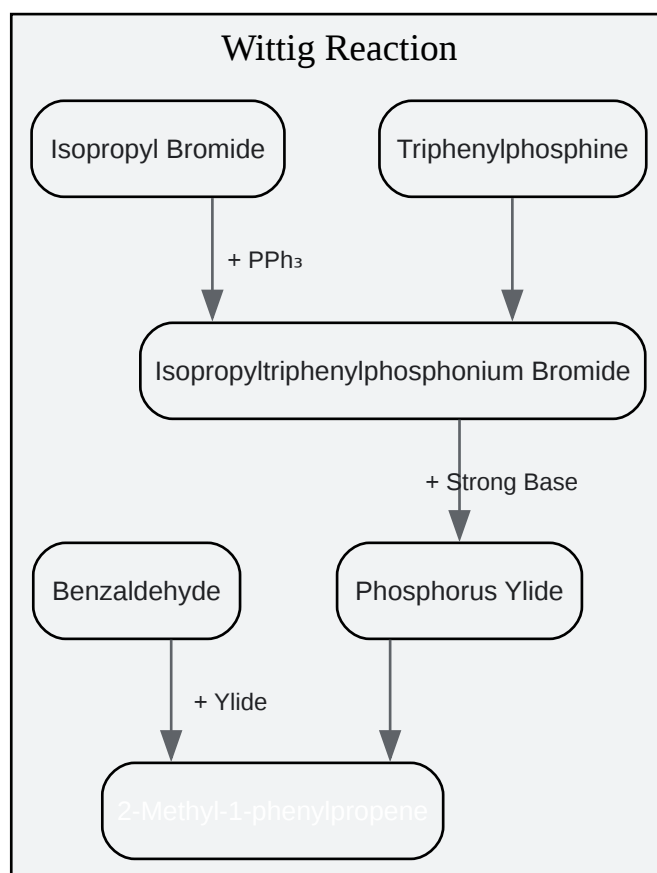 Wittig Reaction
Isopropyl Bromide
Triphenylphosphine
+ PPh₃
Isopropyltriphenylphosphonium Bromide
+ Strong Base
Benzaldehyde
Phosphorus Ylide
+ Ylide
2-Methyl-1-phenylpropene